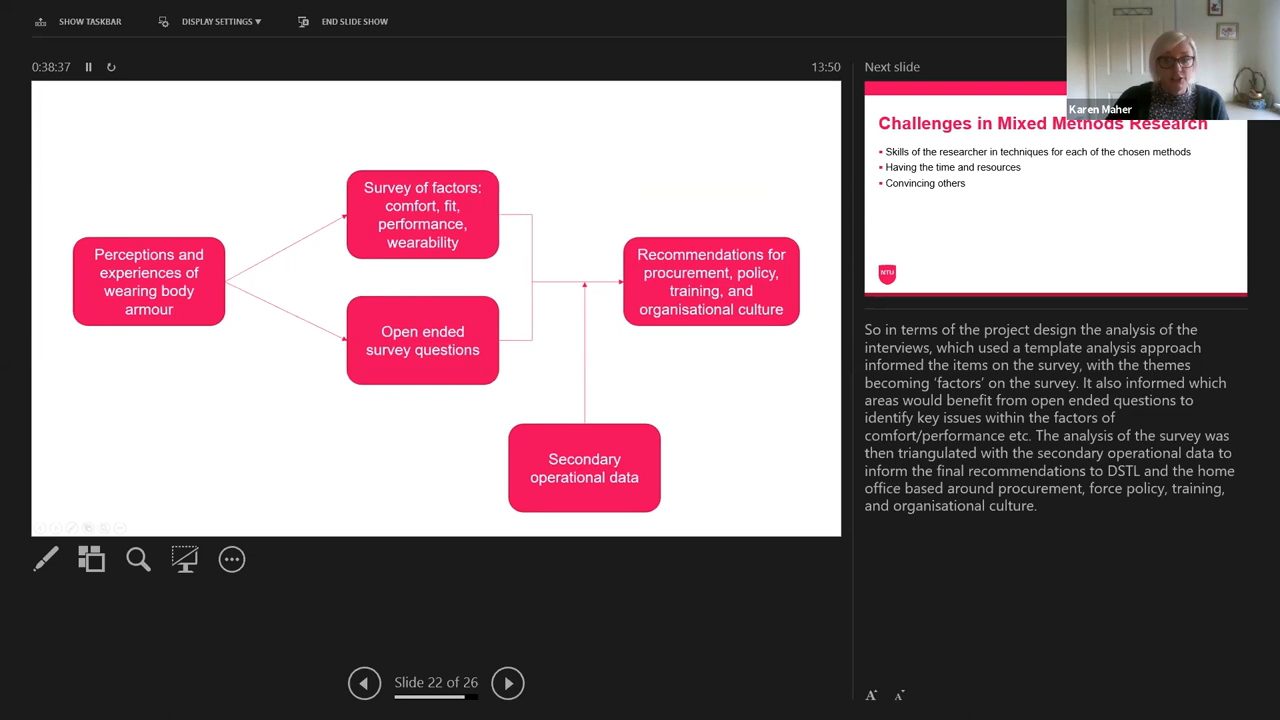 SHOW TASKBAR
DISPLAY SETTINGS ▼
END SLIDE SHOW
0:38:37
13:50
Perceptions and
experiences of
wearing body
armour
Survey of factors:
comfort, fit,
performance,
wearability
Open ended
survey questions
Recommendations for
procurement, policy,
training, and
organisational culture
Secondary
operational data
Slide 22 of 26
Next slide
Karen Maher
Challenges in Mixed Methods Research
▪ Skills of the researcher in techniques for each of the chosen methods
▪ Having the time and resources
▪ Convincing others
NTU
So in terms of the project design the analysis of the
interviews, which used a template analysis approach
informed the items on the survey, with the themes
becoming ‘factors’ on the survey. It also informed which
areas would benefit from open ended questions to
identify key issues within the factors of
comfort/performance etc. The analysis of the survey was
then triangulated with the secondary operational data to
inform the final recommendations to DSTL and the home
office based around procurement, force policy, training,
and organisational culture.
A A